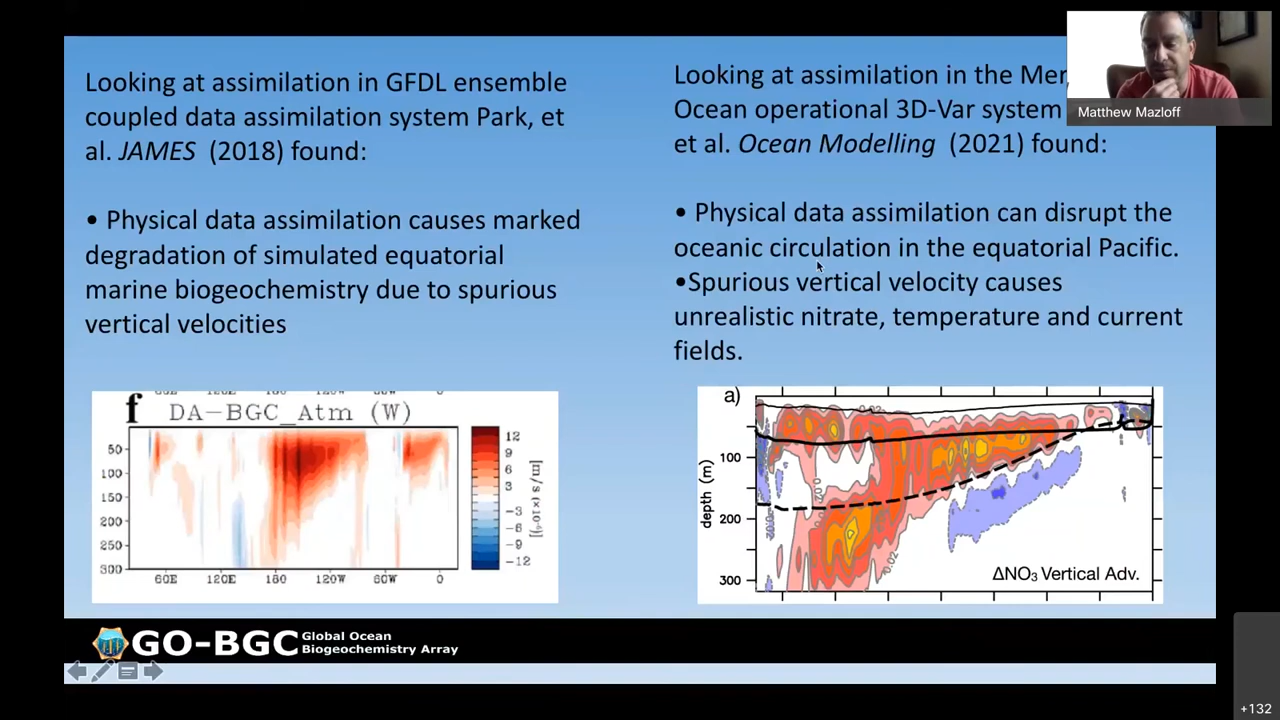 Looking at assimilation in GFDL ensemble
coupled data assimilation system Park, et
al. JAMES (2018) found:
• Physical data assimilation causes marked
degradation of simulated equatorial
marine biogeochemistry due to spurious
vertical velocities
f DA-BGC_Atm (W)
50
100
150
200
250
300
60E 120E 180 120W 60W 0
12
9
6
3
-3
-6
-9
-12
Looking at assimilation in the
Ocean operational 3D-Var system
et al. Ocean Modelling (2021) found:
• Physical data assimilation can disrupt the
oceanic circulation in the equatorial Pacific.
•Spurious vertical velocity causes
unrealistic nitrate, temperature and current
fields.
a)
depth (m)
100
200
300
ΔNO₃ Vertical Adv.
Matthew Mazloff
GO-BGC Global Ocean
Biogeochemistry Array
+132